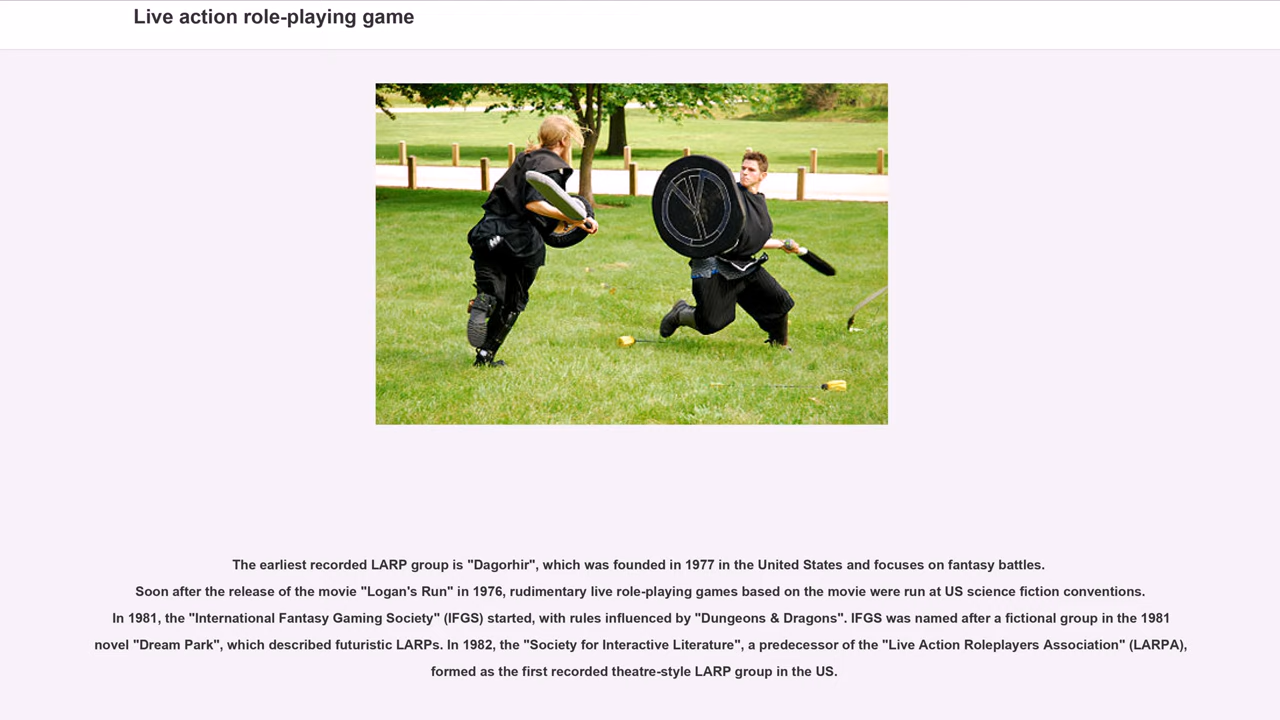 Live action role-playing game
The earliest recorded LARP group is "Dagorhir", which was founded in 1977 in the United States and focuses on fantasy battles.
Soon after the release of the movie "Logan's Run" in 1976, rudimentary live role-playing games based on the movie were run at US science fiction conventions.
In 1981, the "International Fantasy Gaming Society" (IFGS) started, with rules influenced by "Dungeons & Dragons". IFGS was named after a fictional group in the 1981
novel "Dream Park", which described futuristic LARPs. In 1982, the "Society for Interactive Literature", a predecessor of the "Live Action Roleplayers Association" (LARPA),
formed as the first recorded theatre-style LARP group in the US.